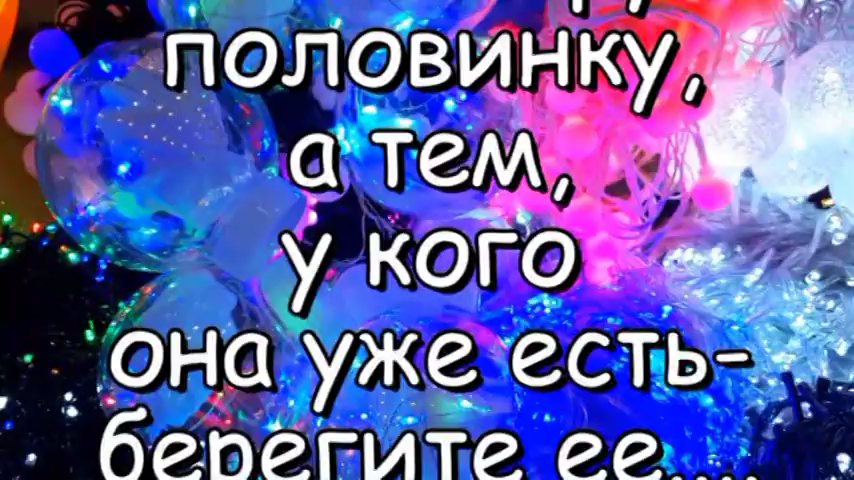 половинку,
а тем,
у кого
она уже есть-
берегите ее....